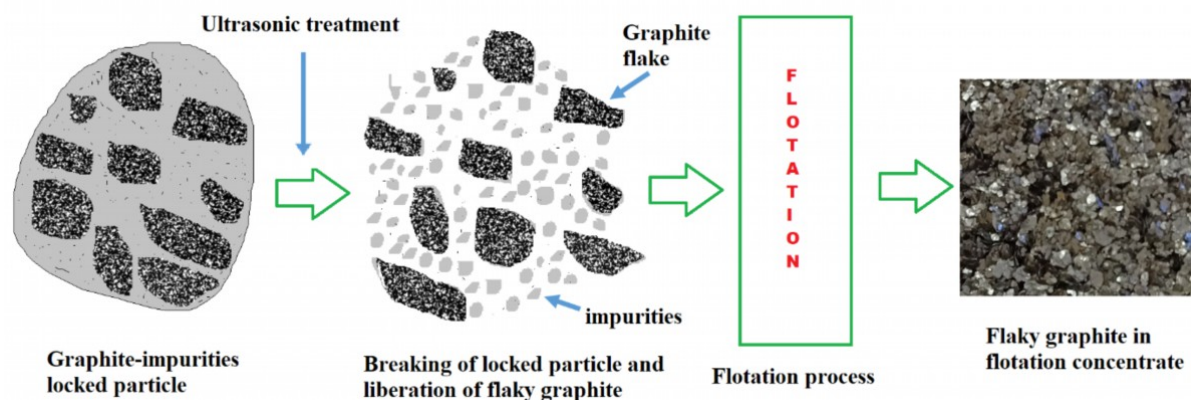 Ultrasonic treatment
Graphite
flake
FLOTATION
impurities
Graphite-impurities
locked particle
Breaking of locked particle and
liberation of flaky graphite
Flotation process
Flaky graphite in
flotation concentrate